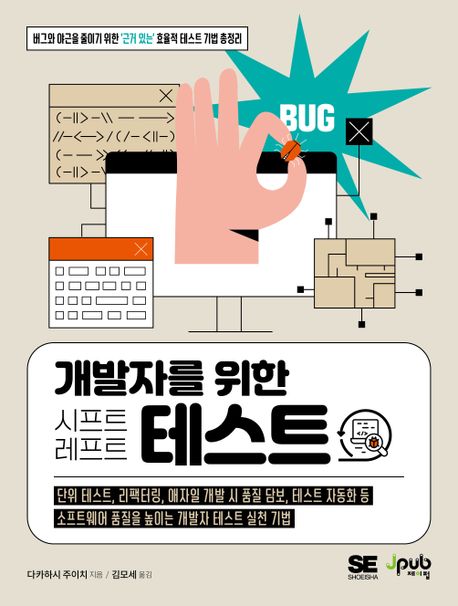 버그와 야근을 줄이기 위한 '근거 있는' 효율적 테스트 기법 총정리
BUG
개발자를 위한
시프트
레프트
테스트
단위 테스트, 리팩터링, 애자일 개발 시 품질 담보, 테스트 자동화 등
소프트웨어 품질을 높이는 개발자 테스트 실천 기법
다카하시 주이치 지음 / 김모세 옮김
SE
SHOEISHA
Jpub
제이펍